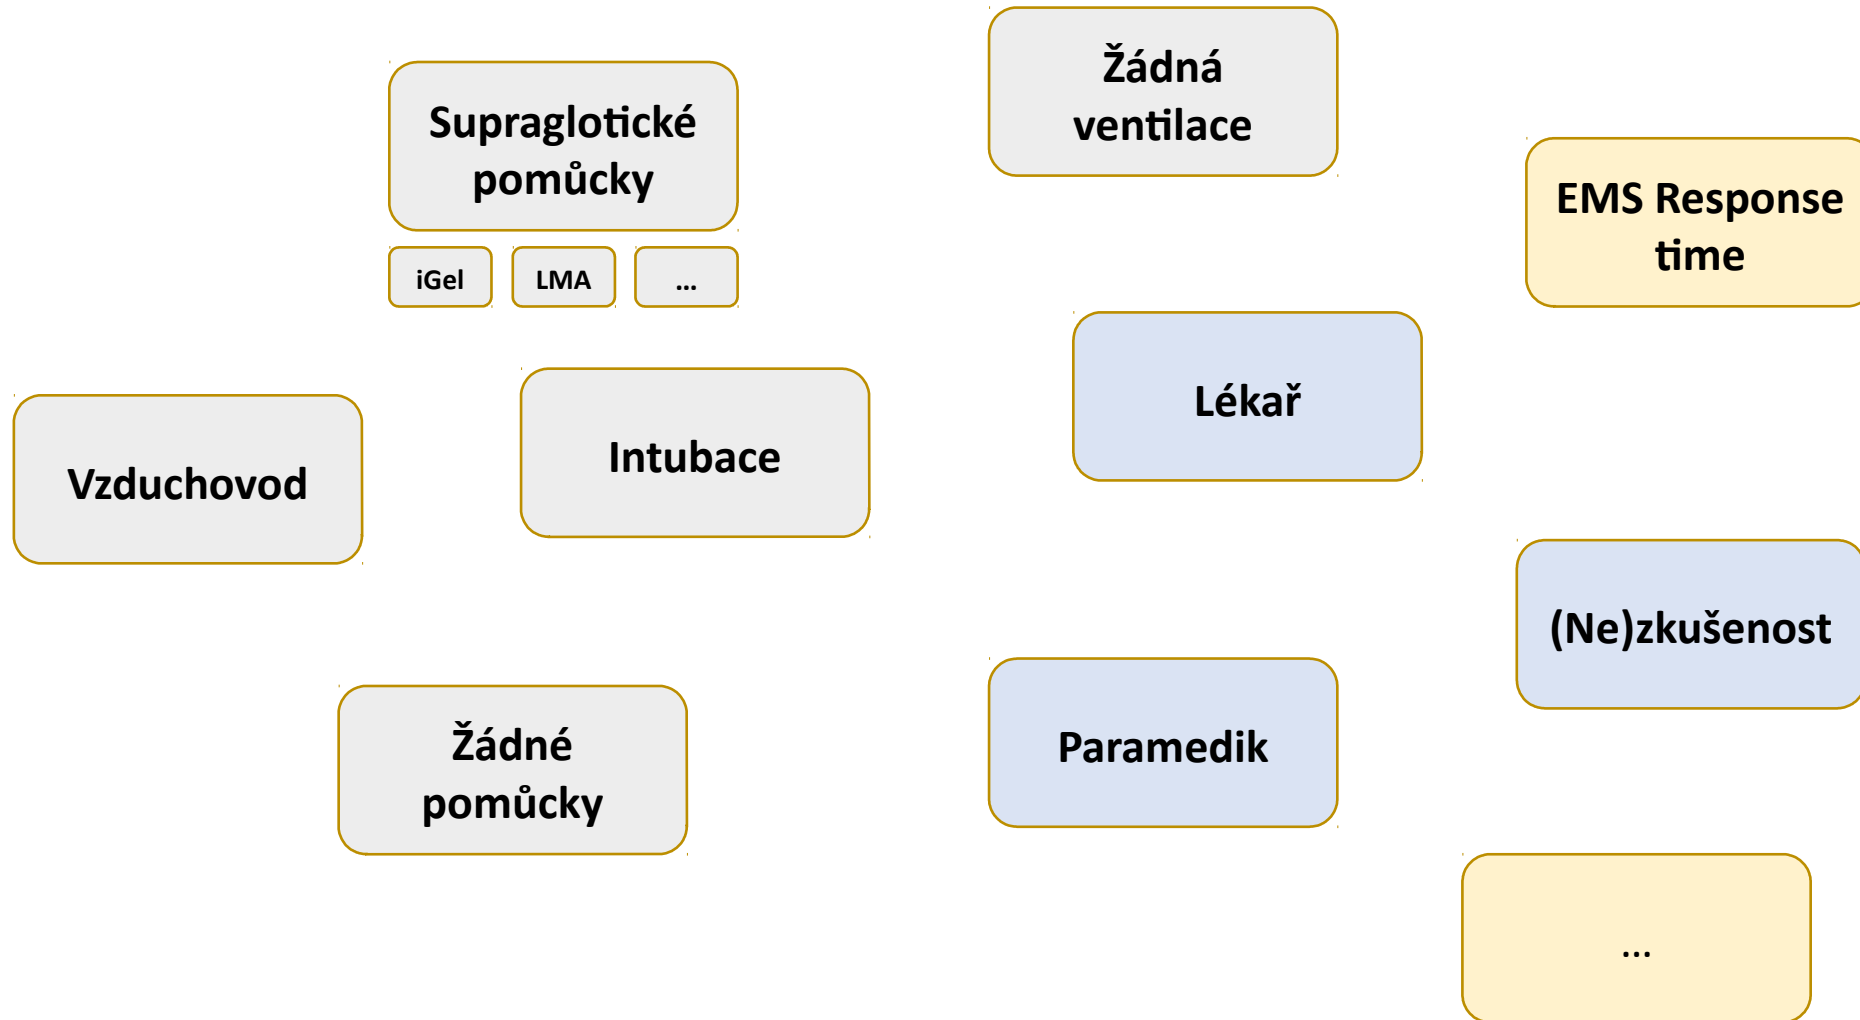 Žádná
ventilace
Supraglotické
pomůcky
EMS Response
time
iGel
LMA
...
Lékař
Intubace
Vzduchovod
(Ne)zkušenost
Žádné
pomůcky
Paramedik
...